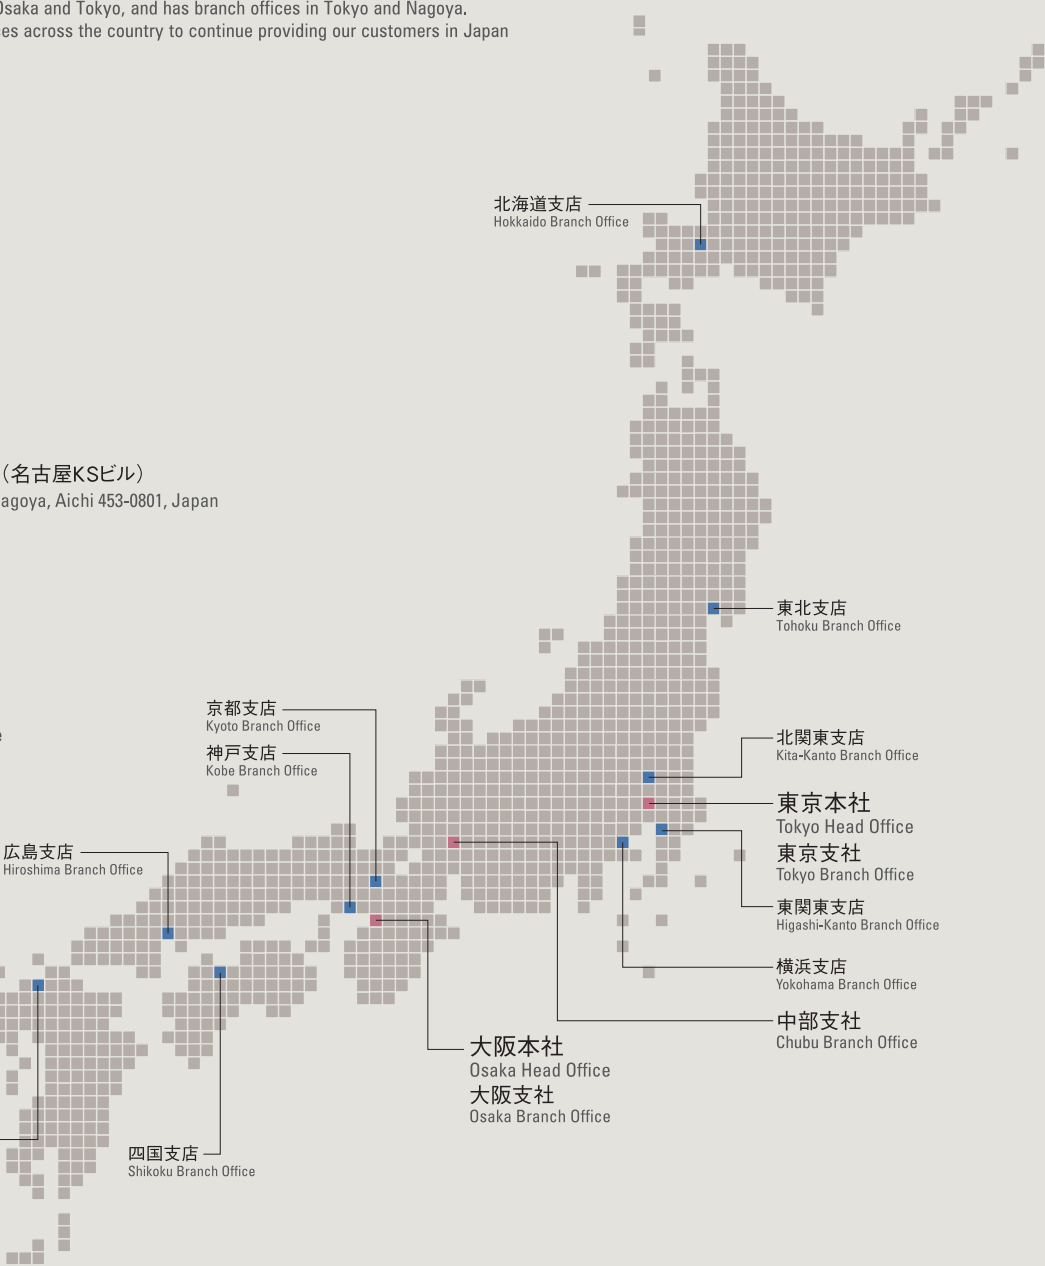 Osaka and Tokyo, and has branch offices in Tokyo and Nagoya.
es across the country to continue providing our customers in Japan
北海道支店
Hokkaido Branch Office
（名古屋KSビル）
agoya, Aichi 453-0801, Japan
東北支店
Tohoku Branch Office
京都支店
Kyoto Branch Office
神戸支店
Kobe Branch Office
北関東支店
Kita-Kanto Branch Office
東京本社
Tokyo Head Office
東京支社
Tokyo Branch Office
広島支店
Hiroshima Branch Office
東関東支店
Higashi-Kanto Branch Office
横浜支店
Yokohama Branch Office
中部支社
Chubu Branch Office
大阪本社
Osaka Head Office
大阪支社
Osaka Branch Office
四国支店
Shikoku Branch Office